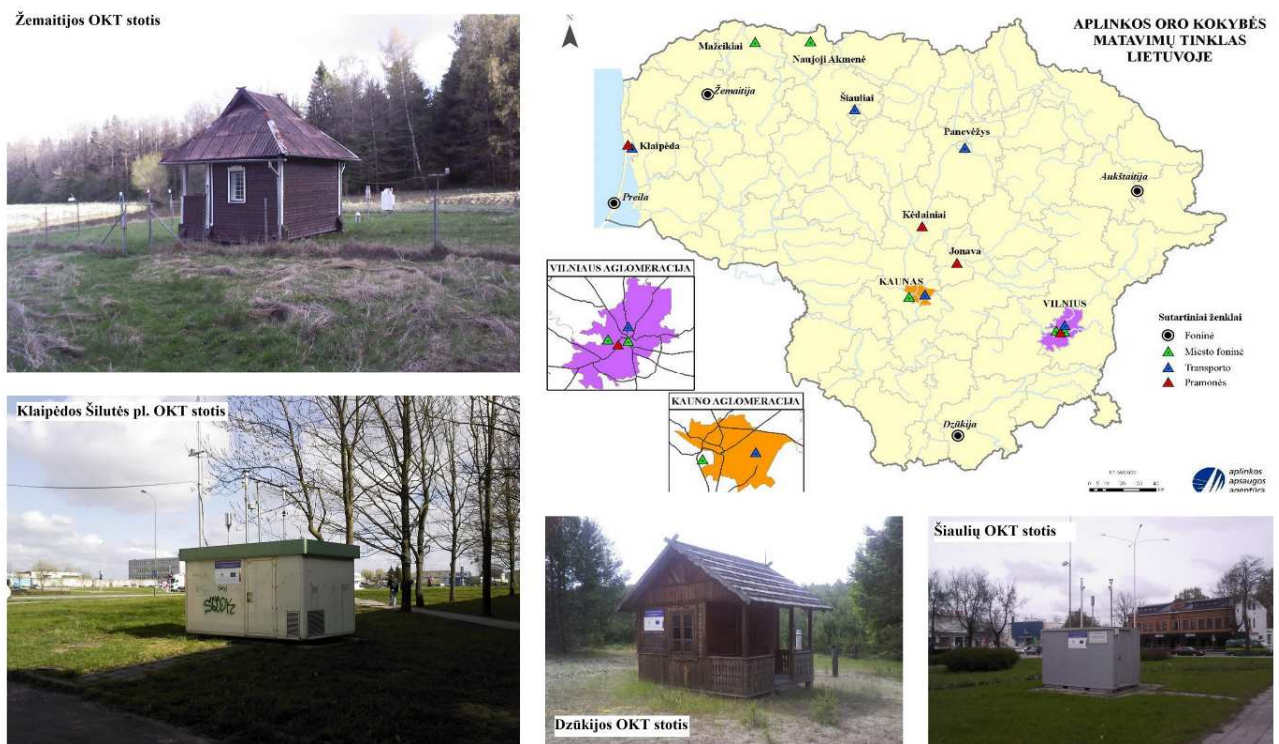 Žemaitijos OKT stotis
N
APLINKOS ORO KOKYBĖS
MATAVIMŲ TINKLAS
LIETUVOJE
Mažeikiai
Naujoji Akmenė
Žemaitija
Šiauliai
Panevėžys
Klaipėda
Aukštaitija
Preila
Kėdainiai
Jonava
VILNIAUS AGLOMERACIJA
KAUNAS
VILNIUS
Sutartiniai ženklai
Foninė
Miesto foninė
Transporto
Pramonės
KAUNO AGLOMERACIJA
Dzūkija
aplinkos
apsaugos
agentūra
Klaipėdos Šilutės pl. OKT stotis
Dzūkijos OKT stotis
Šiaulių OKT stotis